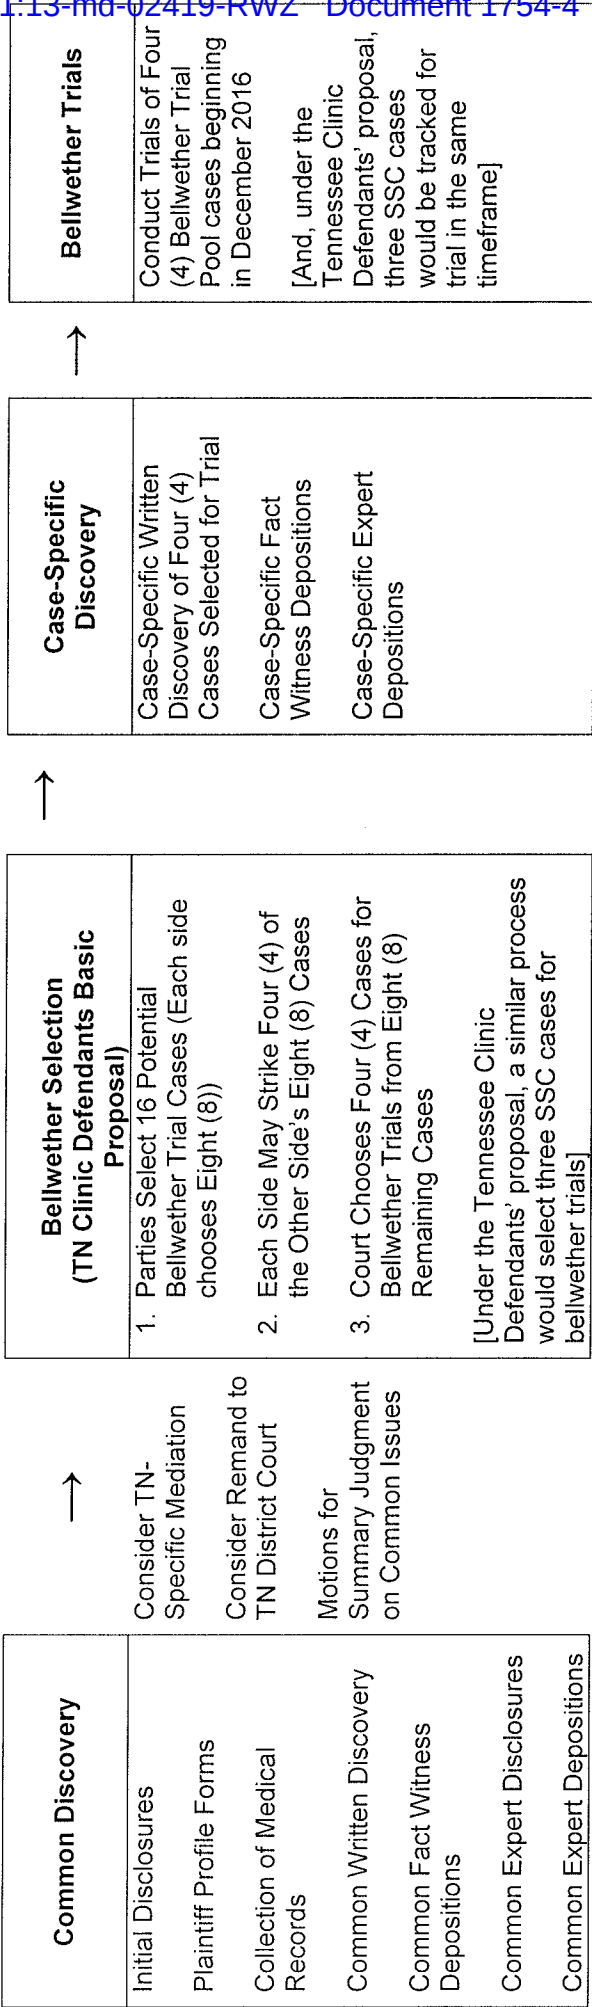 1:13-md-02419-RWZ Document 1754-4
Common Discovery
Initial Disclosures
Plaintiff Profile Forms
Collection of Medical
Records
Common Written Discovery
Common Fact Witness
Depositions
Common Expert Disclosures
Common Expert Depositions
→
Consider TN-
Specific Mediation
Consider Remand to
TN District Court
Motions for
Summary Judgment
on Common Issues
Bellwether Selection
(TN Clinic Defendants Basic
Proposal)
1. Parties Select 16 Potential
Bellwether Trial Cases (Each side
chooses Eight (8))
2. Each Side May Strike Four (4) of
the Other Side's Eight (8) Cases
3. Court Chooses Four (4) Cases for
Bellwether Trials from Eight (8)
Remaining Cases
[Under the Tennessee Clinic
Defendants' proposal, a similar process
would select three SSC cases for
bellwether trials]
→
Case-Specific
Discovery
Case-Specific Written
Discovery of Four (4)
Cases Selected for Trial
Case-Specific Fact
Witness Depositions
Case-Specific Expert
Depositions
→
Bellwether Trials
Conduct Trials of Four
(4) Bellwether Trial
Pool cases beginning
in December 2016
[And, under the
Tennessee Clinic
Defendants' proposal,
three SSC cases
would be tracked for
trial in the same
timeframe]